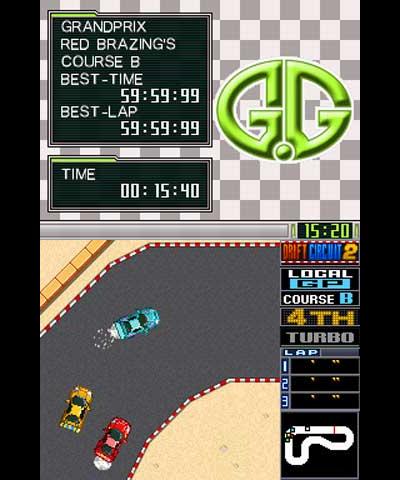 GRANDPRIX
RED BRAZING'S
COURSE B
BEST-TIME
59:59:99
BEST-LAP
59:59:99
G.G
TIME
00:15:40
15:20
DRIFT CIRCUIT 2
LOCAL
GP
COURSE B
4TH
TURBO
LAP
1 ' "
2 ' "
3 ' "